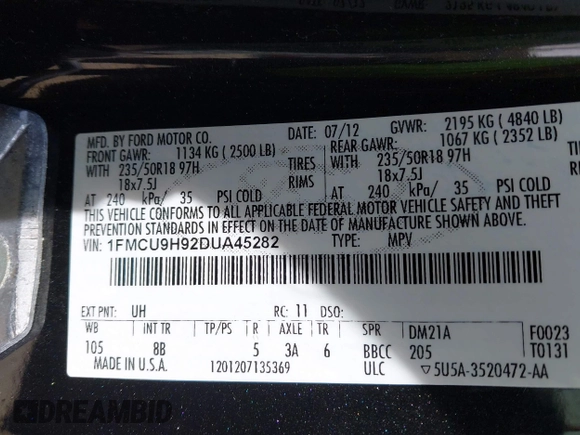 MFD. BY FORD MOTOR CO.
DATE: 07/12 GVWR: 2195 KG ( 4840 LB)
FRONT GAWR: 1134 KG ( 2500 LB) REAR GAWR: 1067 KG ( 2352 LB)
WITH 235/50R18 97H TIRES WITH 235/50R18 97H
18x7.5J RIMS 18x7.5J
AT 240 kPa/ 35 PSI COLD AT 240 kPa/ 35 PSI COLD
THIS VEHICLE CONFORMS TO ALL APPLICABLE FEDERAL MOTOR VEHICLE SAFETY AND THEFT
PREVENTION STANDARDS IN EFFECT ON THE DATE OF MANUFACTURE SHOWN ABOVE.
VIN: 1FMCU9H92DUA45282 TYPE: MPV
EXT PNT: UH RC: 11 DSO: F0023
WB INT TR TP/PS R AXLE TR SPR DM21A T0131
105 8B 5 3A 6 BBCC 205
MADE IN U.S.A. 1201207135369 ULC ▽5U5A-3520472-AA
DREAMBID